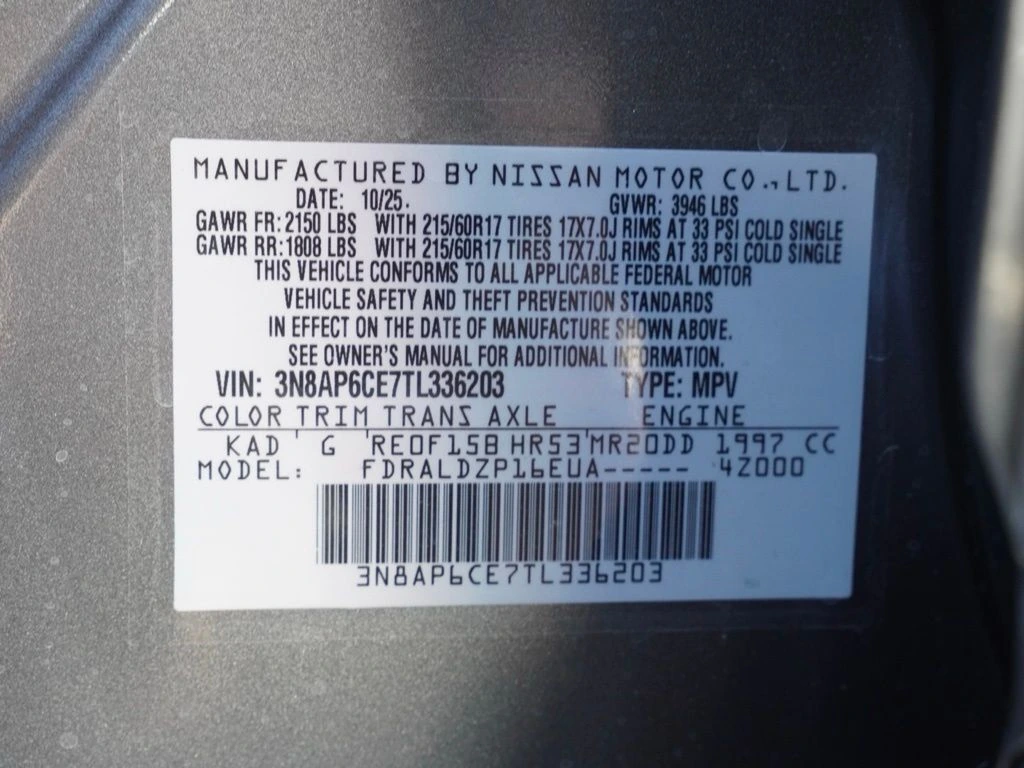 MANUFACTURED BY NISSAN MOTOR CO., LTD.
DATE: 10/25. GVWR: 3946 LBS
GAWR FR: 2150 LBS WITH 215/60R17 TIRES 17X7.0J RIMS AT 33 PSI COLD SINGLE
GAWR RR: 1808 LBS WITH 215/60R17 TIRES 17X7.0J RIMS AT 33 PSI COLD SINGLE
THIS VEHICLE CONFORMS TO ALL APPLICABLE FEDERAL MOTOR
VEHICLE SAFETY AND THEFT PREVENTION STANDARDS
IN EFFECT ON THE DATE OF MANUFACTURE SHOWN ABOVE.
SEE OWNER'S MANUAL FOR ADDITIONAL INFORMATION.
VIN: 3N8AP6CE7TL336203 TYPE: MPV
COLOR TRIM TRANS AXLE ENGINE
KAD ' G 'RE0F15B HR53'MR20DD 1997 CC
MODEL: FDRALDZP16EUA----- 4Z000
3N8AP6CE7TL336203